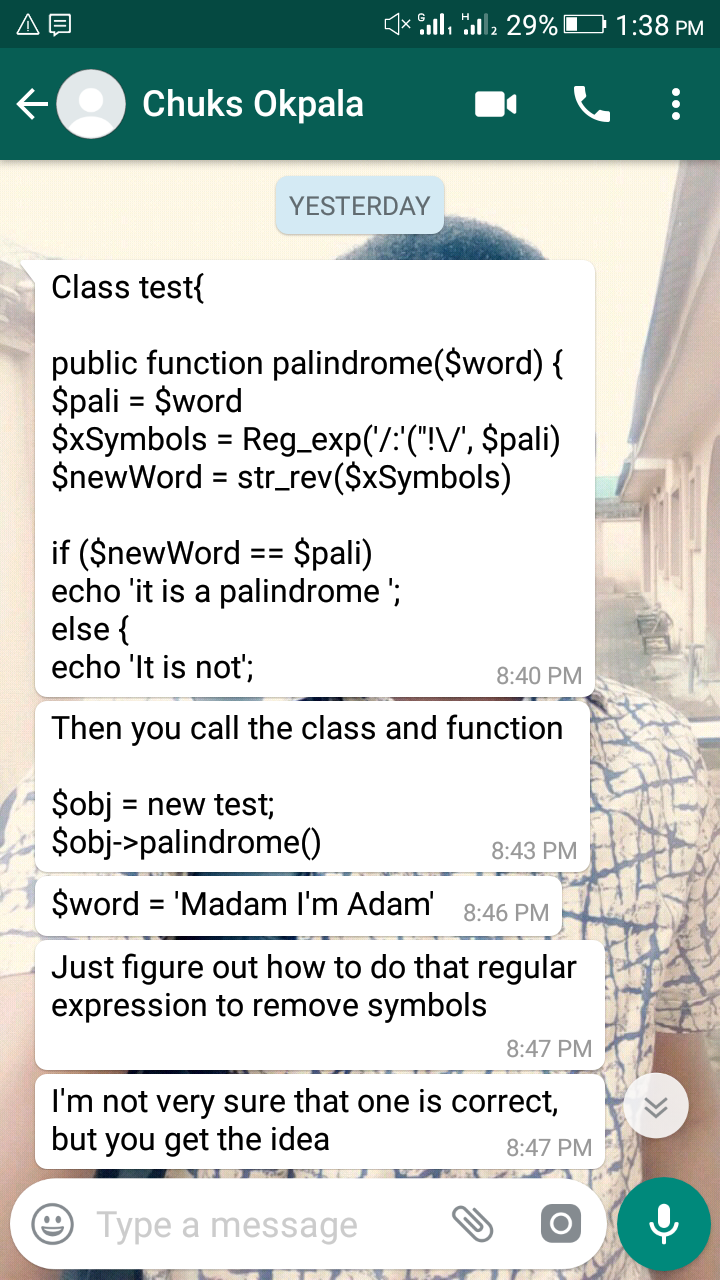 G 1 H 2 29% 1:38 PM
Chuks Okpala
YESTERDAY
Class test{
public function palindrome($word) {
$pali = $word
$xSymbols = Reg_exp('/:'("!\/', $pali)
$newWord = str_rev($xSymbols)
if ($newWord == $pali)
echo 'it is a palindrome ';
else {
echo 'It is not';
8:40 PM
Then you call the class and function
$obj = new test;
$obj->palindrome()
8:43 PM
$word = 'Madam I'm Adam' 8:46 PM
Just figure out how to do that regular
expression to remove symbols
8:47 PM
I'm not very sure that one is correct,
but you get the idea
8:47 PM
Type a message